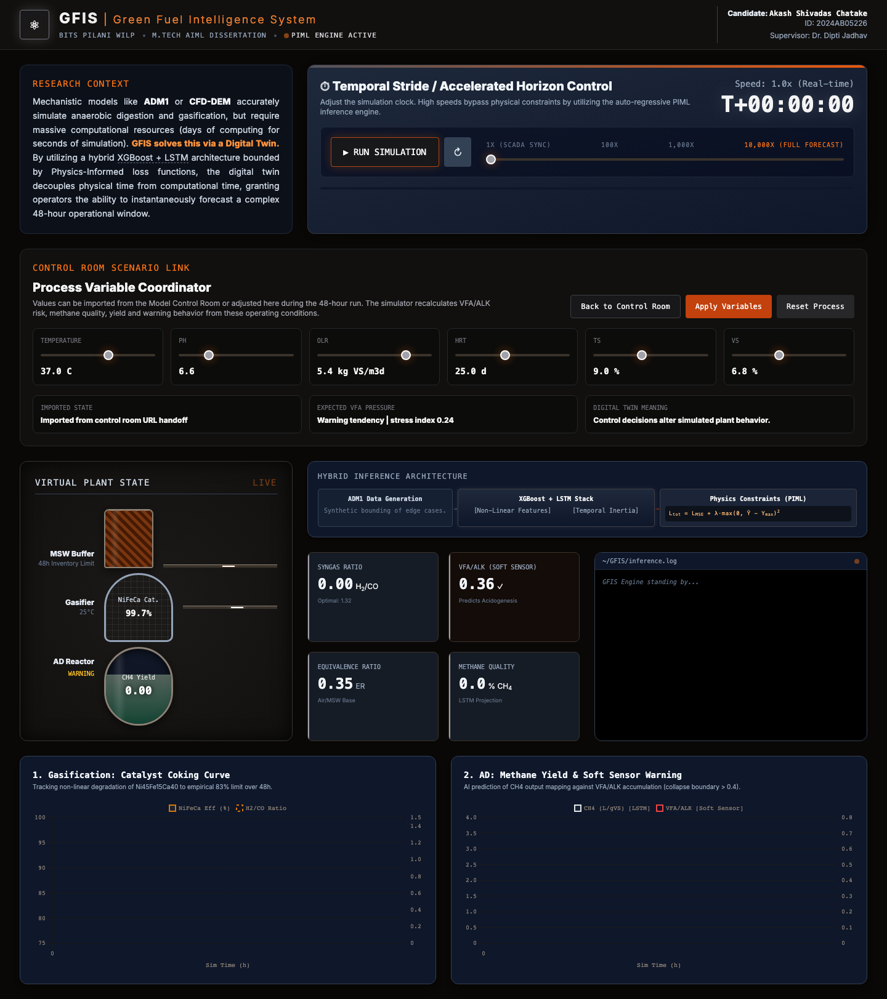 ⚛
GFIS | Green Fuel Intelligence System
BITS PILANI WILP • M.TECH AIML DISSERTATION • PIML ENGINE ACTIVE
Candidate: Akash Shivadas Chatake
ID: 2024AB05226
Supervisor: Dr. Dipti Jadhav
RESEARCH CONTEXT
Mechanistic models like ADM1 or CFD-DEM accurately
simulate anaerobic digestion and gasification, but require
massive computational resources (days of computing for
seconds of simulation). GFIS solves this via a Digital Twin.
By utilizing a hybrid XGBoost + LSTM architecture bounded
by Physics-Informed loss functions, the digital twin
decouples physical time from computational time, granting
operators the ability to instantaneously forecast a complex
48-hour operational window.
⏱ Temporal Stride / Accelerated Horizon Control
Adjust the simulation clock. High speeds bypass physical constraints by utilizing the auto-regressive PIML
inference engine.
Speed: 1.0x (Real-time)
T+00:00:00
▶ RUN SIMULATION
↻
1X (SCADA SYNC) 100X 1,000X 10,000X (FULL FORECAST)
CONTROL ROOM SCENARIO LINK
Process Variable Coordinator
Values can be imported from the Model Control Room or adjusted here during the 48-hour run. The simulator recalculates VFA/ALK
risk, methane quality, yield and warning behavior from these operating conditions.
Back to Control Room
Apply Variables
Reset Process
TEMPERATURE
37.0 C
PH
6.6
OLR
5.4 kg VS/m3d
HRT
25.0 d
TS
9.0 %
VS
6.8 %
IMPORTED STATE
Imported from control room URL handoff
EXPECTED VFA PRESSURE
Warning tendency | stress index 0.24
DIGITAL TWIN MEANING
Control decisions alter simulated plant behavior.
VIRTUAL PLANT STATE
LIVE
MSW Buffer
48h Inventory Limit
Gasifier
25°C
NiFeCa Cat.
99.7%
AD Reactor
WARNING
CH4 Yield
0.00
HYBRID INFERENCE ARCHITECTURE
ADM1 Data Generation
Synthetic bounding of edge cases.
→
XGBoost + LSTM Stack
[Non-Linear Features] [Temporal Inertia]
→
Physics Constraints (PIML)
Ltot = LMSE + λ·max(0, Ŷ − Ymax)²
SYNGAS RATIO
0.00 H₂/CO
Optimal: 1.32
VFA/ALK (SOFT SENSOR)
0.36 ✓
Predicts Acidogenesis
EQUIVALENCE RATIO
0.35 ER
Air/MSW Base
METHANE QUALITY
0.0 % CH₄
LSTM Projection
~/GFIS/inference.log
GFIS Engine standing by...
1. Gasification: Catalyst Coking Curve
Tracking non-linear degradation of Ni45Fe15Ca40 to empirical 83% limit over 48h.
NiFeCa Eff (%) H2/CO Ratio
100
95
90
85
80
75
1.5
1.4
1.2
1.0
0.8
0.6
0.4
0.2
0
0
Sim Time (h)
2. AD: Methane Yield & Soft Sensor Warning
AI prediction of CH4 output mapping against VFA/ALK accumulation (collapse boundary > 0.4).
CH4 (L/gVS) [LSTM] VFA/ALK [Soft Sensor]
4.0
3.5
3.0
2.5
2.0
1.5
1.0
0.5
0
0.8
0.7
0.6
0.5
0.4
0.3
0.2
0.1
0
0
Sim Time (h)